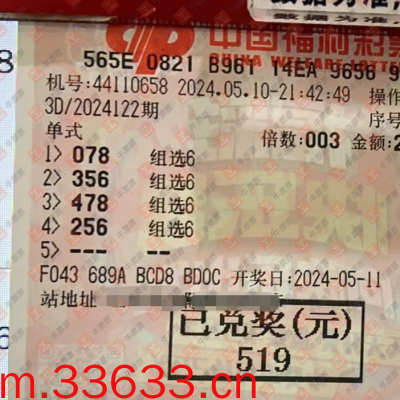 中国福利彩票
CHINA WELFARE LOTTERY
565E 0821 B961 14EA 9656
机号:44110658 2024.05.10-21:42:49 操作
3D/2024122期 序号
单式 倍数:003 金额:2
1> 078 组选6
2> 356 组选6
3> 478 组选6
4> 256 组选6
5> --- --
F043 689A BCD8 BD0C 开奖日:2024-05-11
站地址
已兑奖(元)
519
m.33633.cn